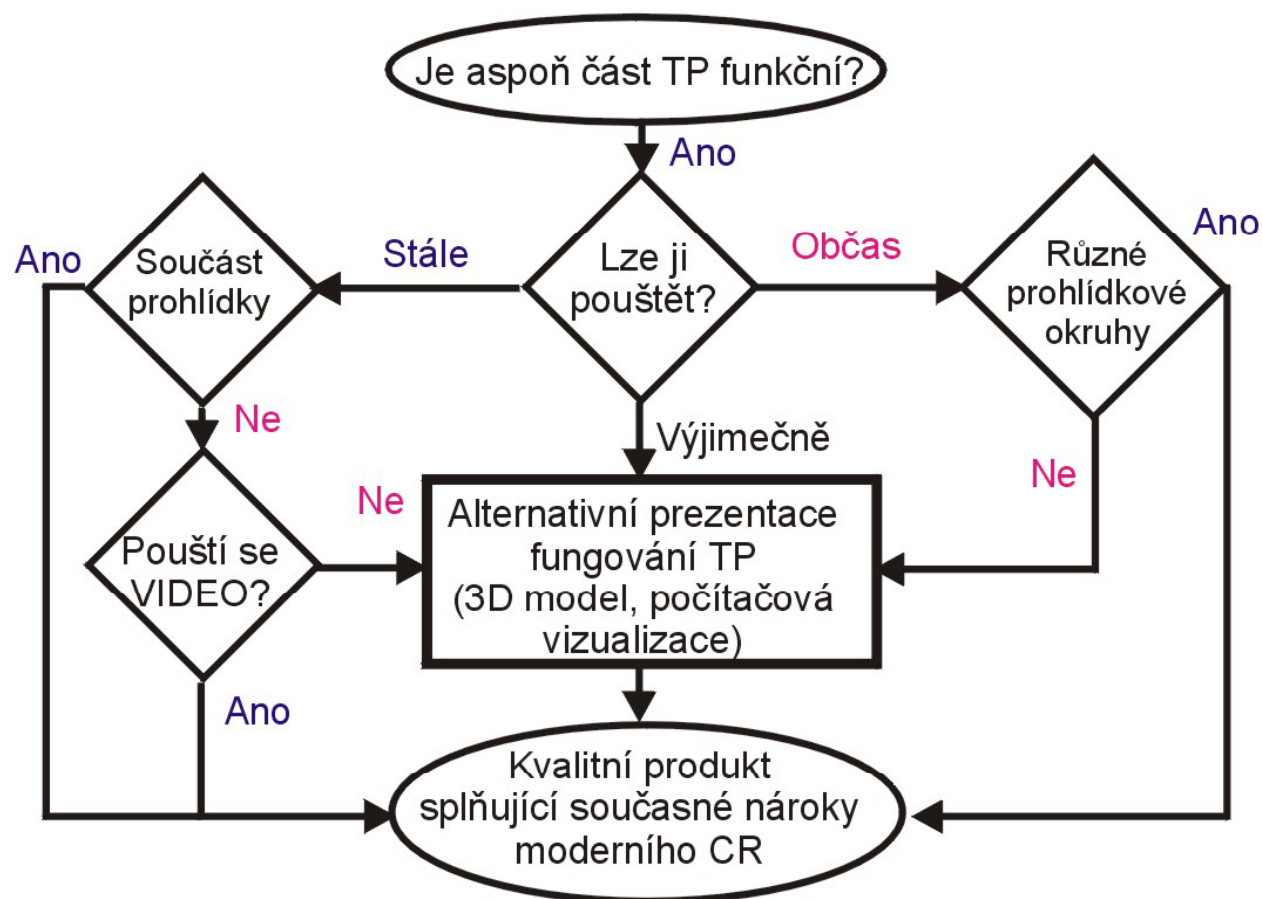 Je aspoň část TP funkční?
Ano
Ano
Součást
prohlídky
Stále
Lze ji
pouštět?
Občas
Různé
prohlídkové
okruhy
Ano
Ne
Výjimečně
Ne
Pouští se
VIDEO?
Ne
Alternativní prezentace
fungování TP
(3D model, počítačová
vizualizace)
Ano
Kvalitní produkt
splňující současné nároky
moderního CR